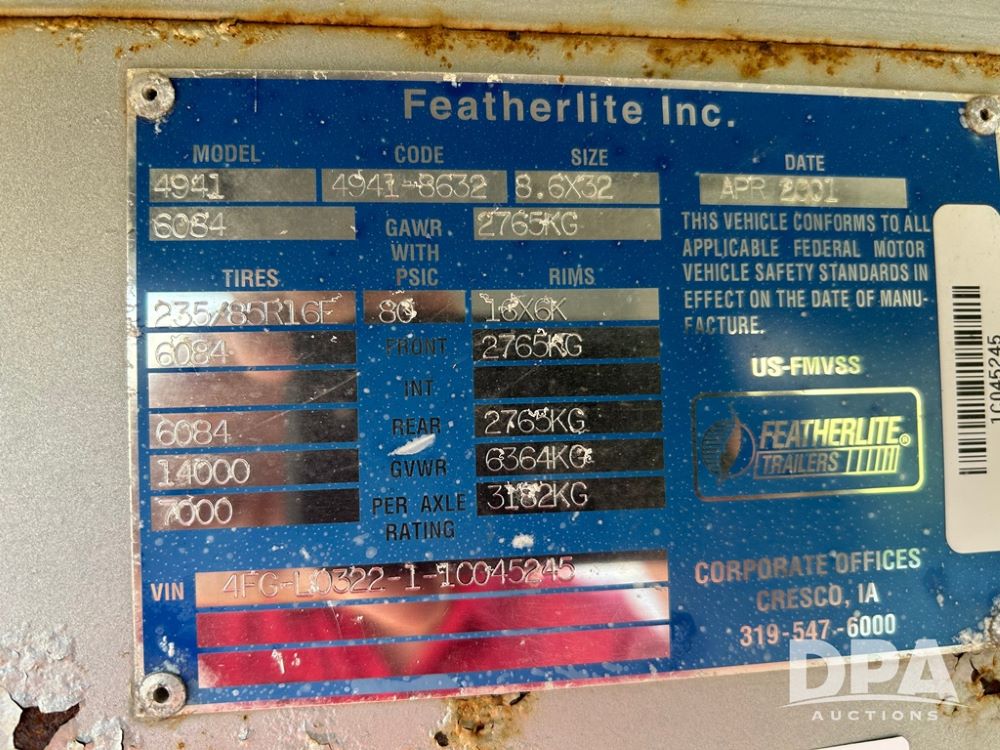 Featherlite Inc.
MODEL CODE SIZE DATE
4941 4941-8632 8.6X32 APR 2001
6084 GAWR WITH PSIC 2765KG
TIRES RIMS
235/85R16E 80 16X6K
6084 FRONT 2765KG
INT
6084 REAR 2765KG
14000 GVWR 6364KG
7000 PER AXLE RATING 3182KG
VIN 4FG-L0322-1-1C045245
THIS VEHICLE CONFORMS TO ALL
APPLICABLE FEDERAL MOTOR
VEHICLE SAFETY STANDARDS IN
EFFECT ON THE DATE OF MANU-
FACTURE.
US-FMVSS
FEATHERLITE®
TRAILERS
CORPORATE OFFICES
CRESCO, IA
319-547-6000
1C045245
DPA
AUCTIONS